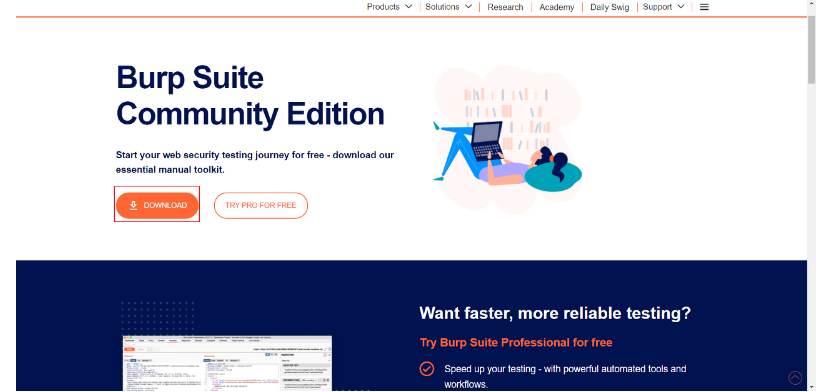 Products Solutions Research Academy Daily Swig Support
Burp Suite
Community Edition
Start your web security testing journey for free - download our
essential manual toolkit.
DOWNLOAD TRY PRO FOR FREE
Want faster, more reliable testing?
Try Burp Suite Professional for free
Speed up your testing - with powerful automated tools and
workflows.